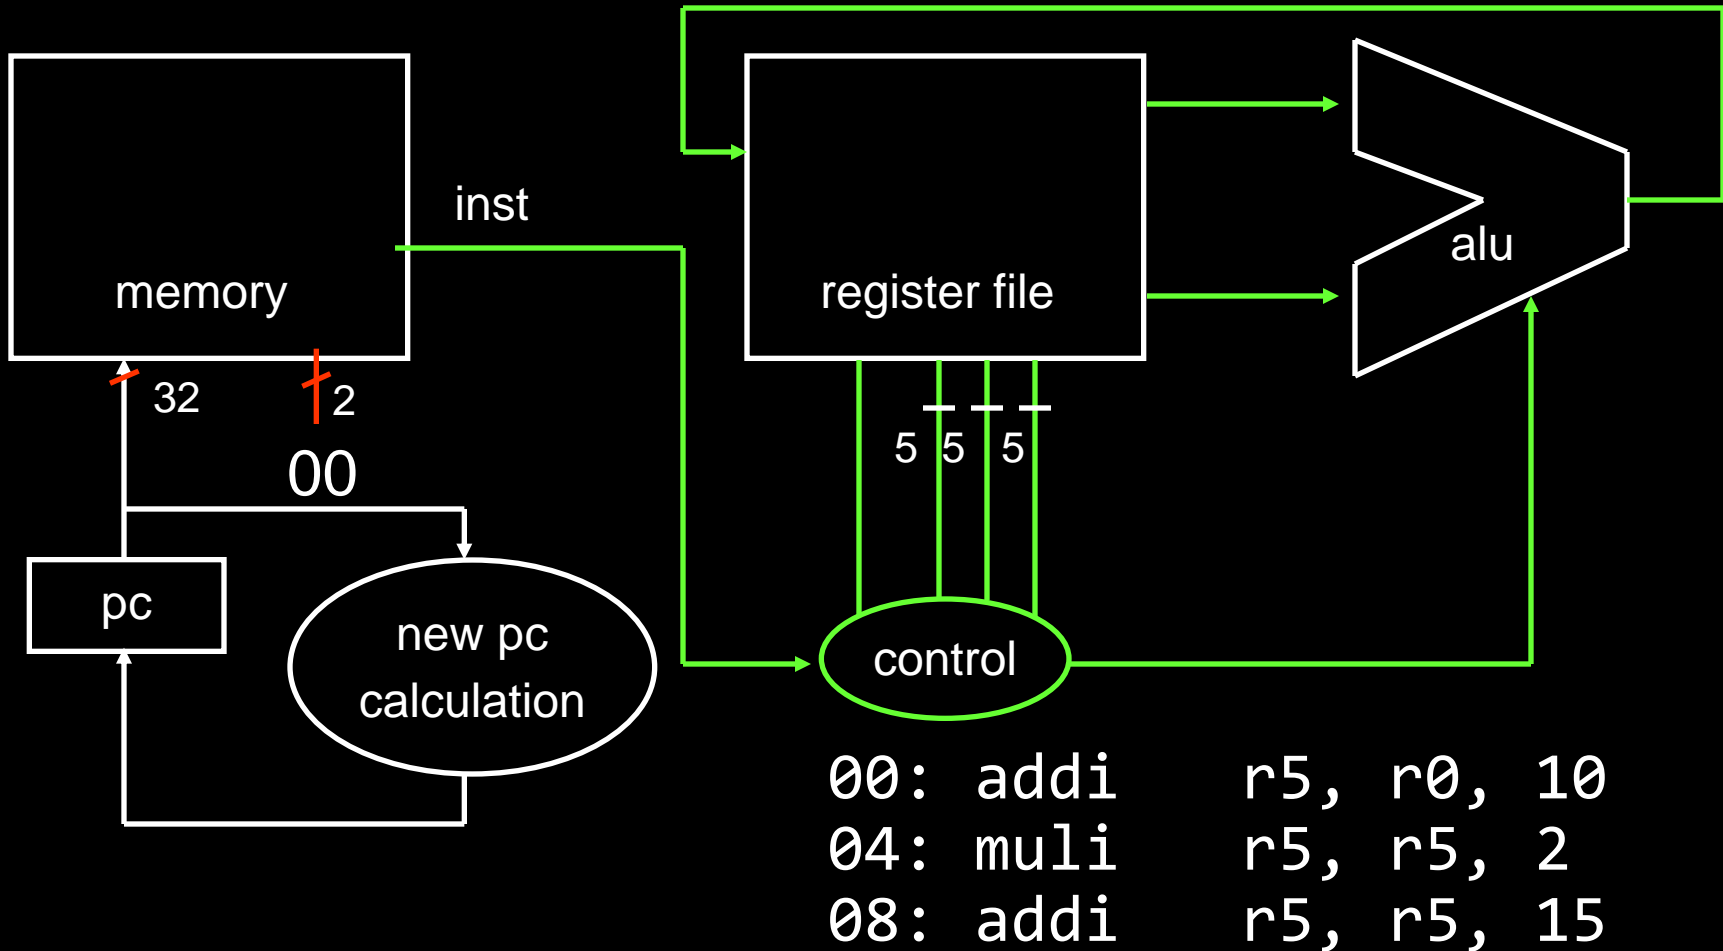 inst
alu
memory
register file
32
2
5 5 5
00
pc
new pc
calculation
control
00: addi r5, r0, 10
04: muli r5, r5, 2
08: addi r5, r5, 15